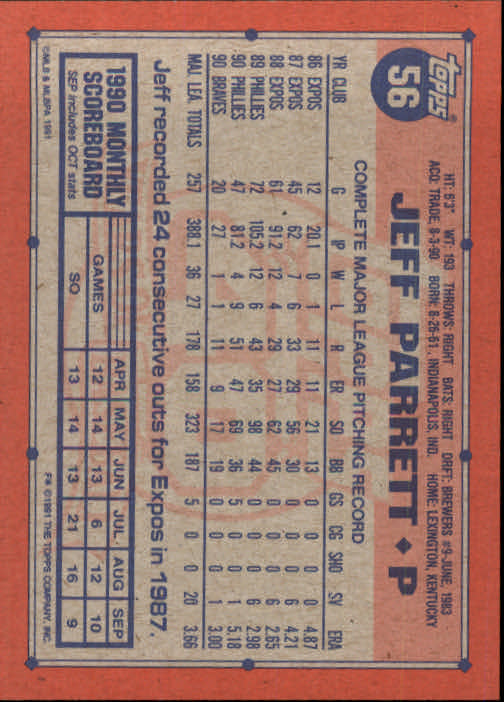 TOPPS
56
HT: 6'3" WT: 193 THROWS: RIGHT BATS: RIGHT DRFT: BREWERS #9-JUNE, 1983
ACQ: TRADE, 8-3-90 BORN: 8-26-61, INDIANAPOLIS, IND. HOME: LEXINGTON, KENTUCKY
JEFF PARRETT ◆ P
COMPLETE MAJOR LEAGUE PITCHING RECORD
YR CLUB G IP W L R ER SO BB GS CG SHO SV ERA
86 EXPOS 12 20.1 0 1 11 11 21 13 0 0 0 0 4.87
87 EXPOS 45 62 7 6 33 29 56 30 0 0 0 6 4.21
88 EXPOS 61 91.2 12 4 29 27 62 45 0 0 0 6 2.65
89 PHILLIES 72 105.2 12 6 43 35 98 44 0 0 0 6 2.98
90 PHILLIES 47 81.2 4 9 51 47 69 36 5 0 0 1 5.18
90 BRAVES 20 27 1 1 11 9 17 19 0 0 0 1 3.00
MAJ. LEA. TOTALS 257 388.1 36 27 178 158 323 187 5 0 0 20 3.66
Jeff recorded 24 consecutive outs for Expos in 1987.
1990 MONTHLY
SCOREBOARD
SEP includes OCT stats
APR MAY JUN JUL AUG SEP
GAMES 12 14 13 6 12 10
SO 13 14 13 21 16 9
©MLB & MLBPA 1991
F* ©1991 THE TOPPS COMPANY, INC.